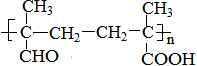 CH₃ CH₃
[ C CH₂ CH₂ C ]ₙ
CHO COOH